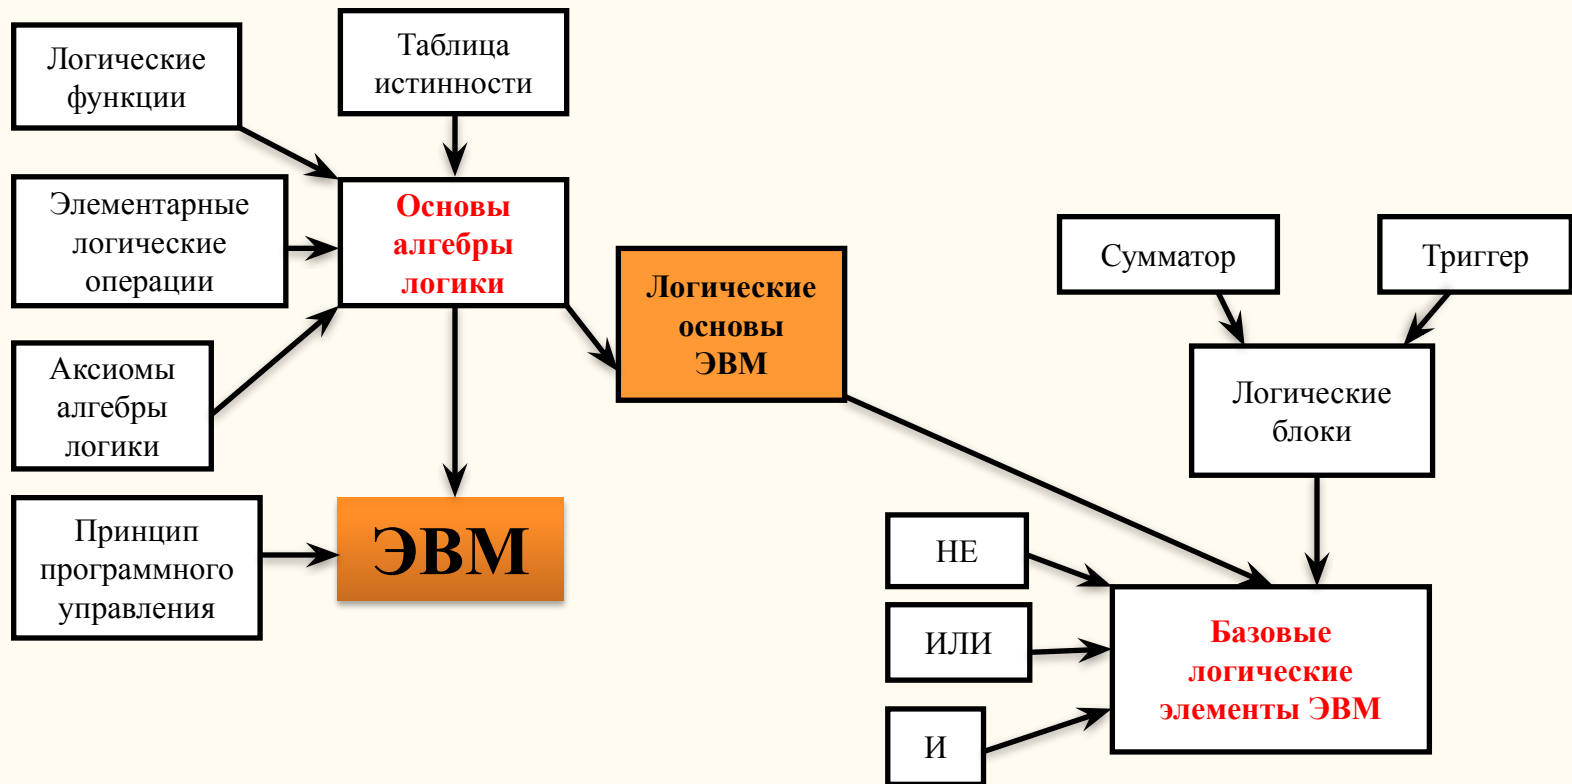 Логические
функции
Таблица
истинности
Элементарные
логические
операции
Основы
алгебры
логики
Аксиомы
алгебры
логики
Принцип
программного
управления
ЭВМ
Логические
основы
ЭВМ
Сумматор
Триггер
Логические
блоки
НЕ
ИЛИ
И
Базовые
логические
элементы ЭВМ